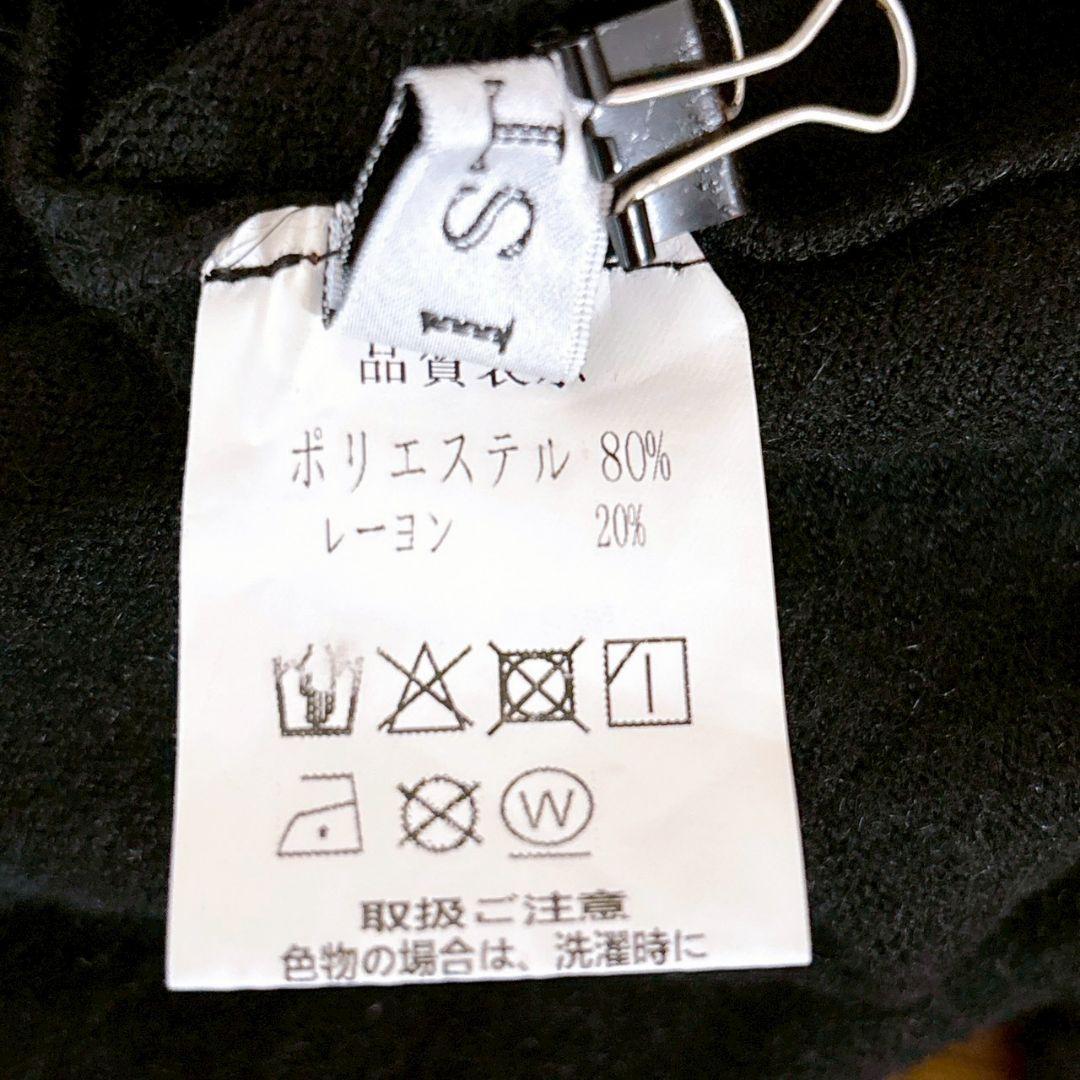 品質表示
ポリエステル 80%
レーヨン 20%
W
取扱ご注意
色物の場合は、洗濯時に